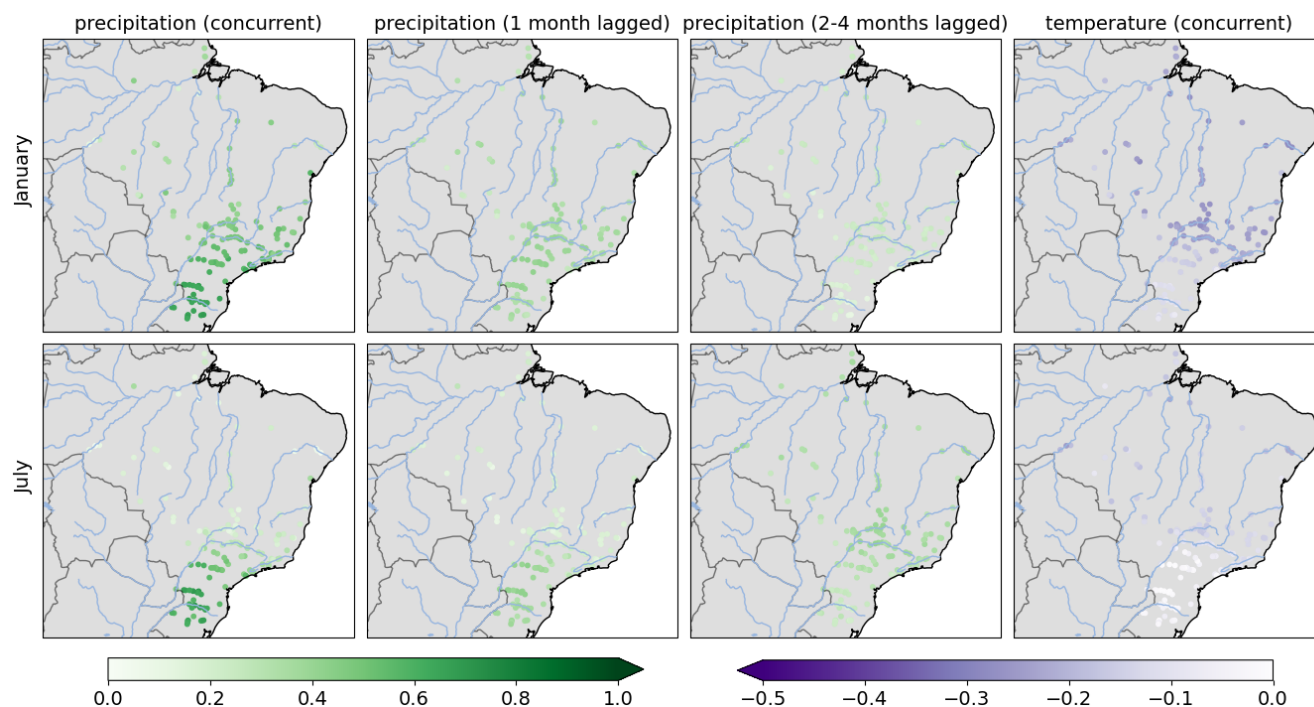 precipitation (concurrent)
precipitation (1 month lagged)
precipitation (2-4 months lagged)
temperature (concurrent)
January
July
0.0 0.2 0.4 0.6 0.8 1.0
−0.5 −0.4 −0.3 −0.2 −0.1 0.0